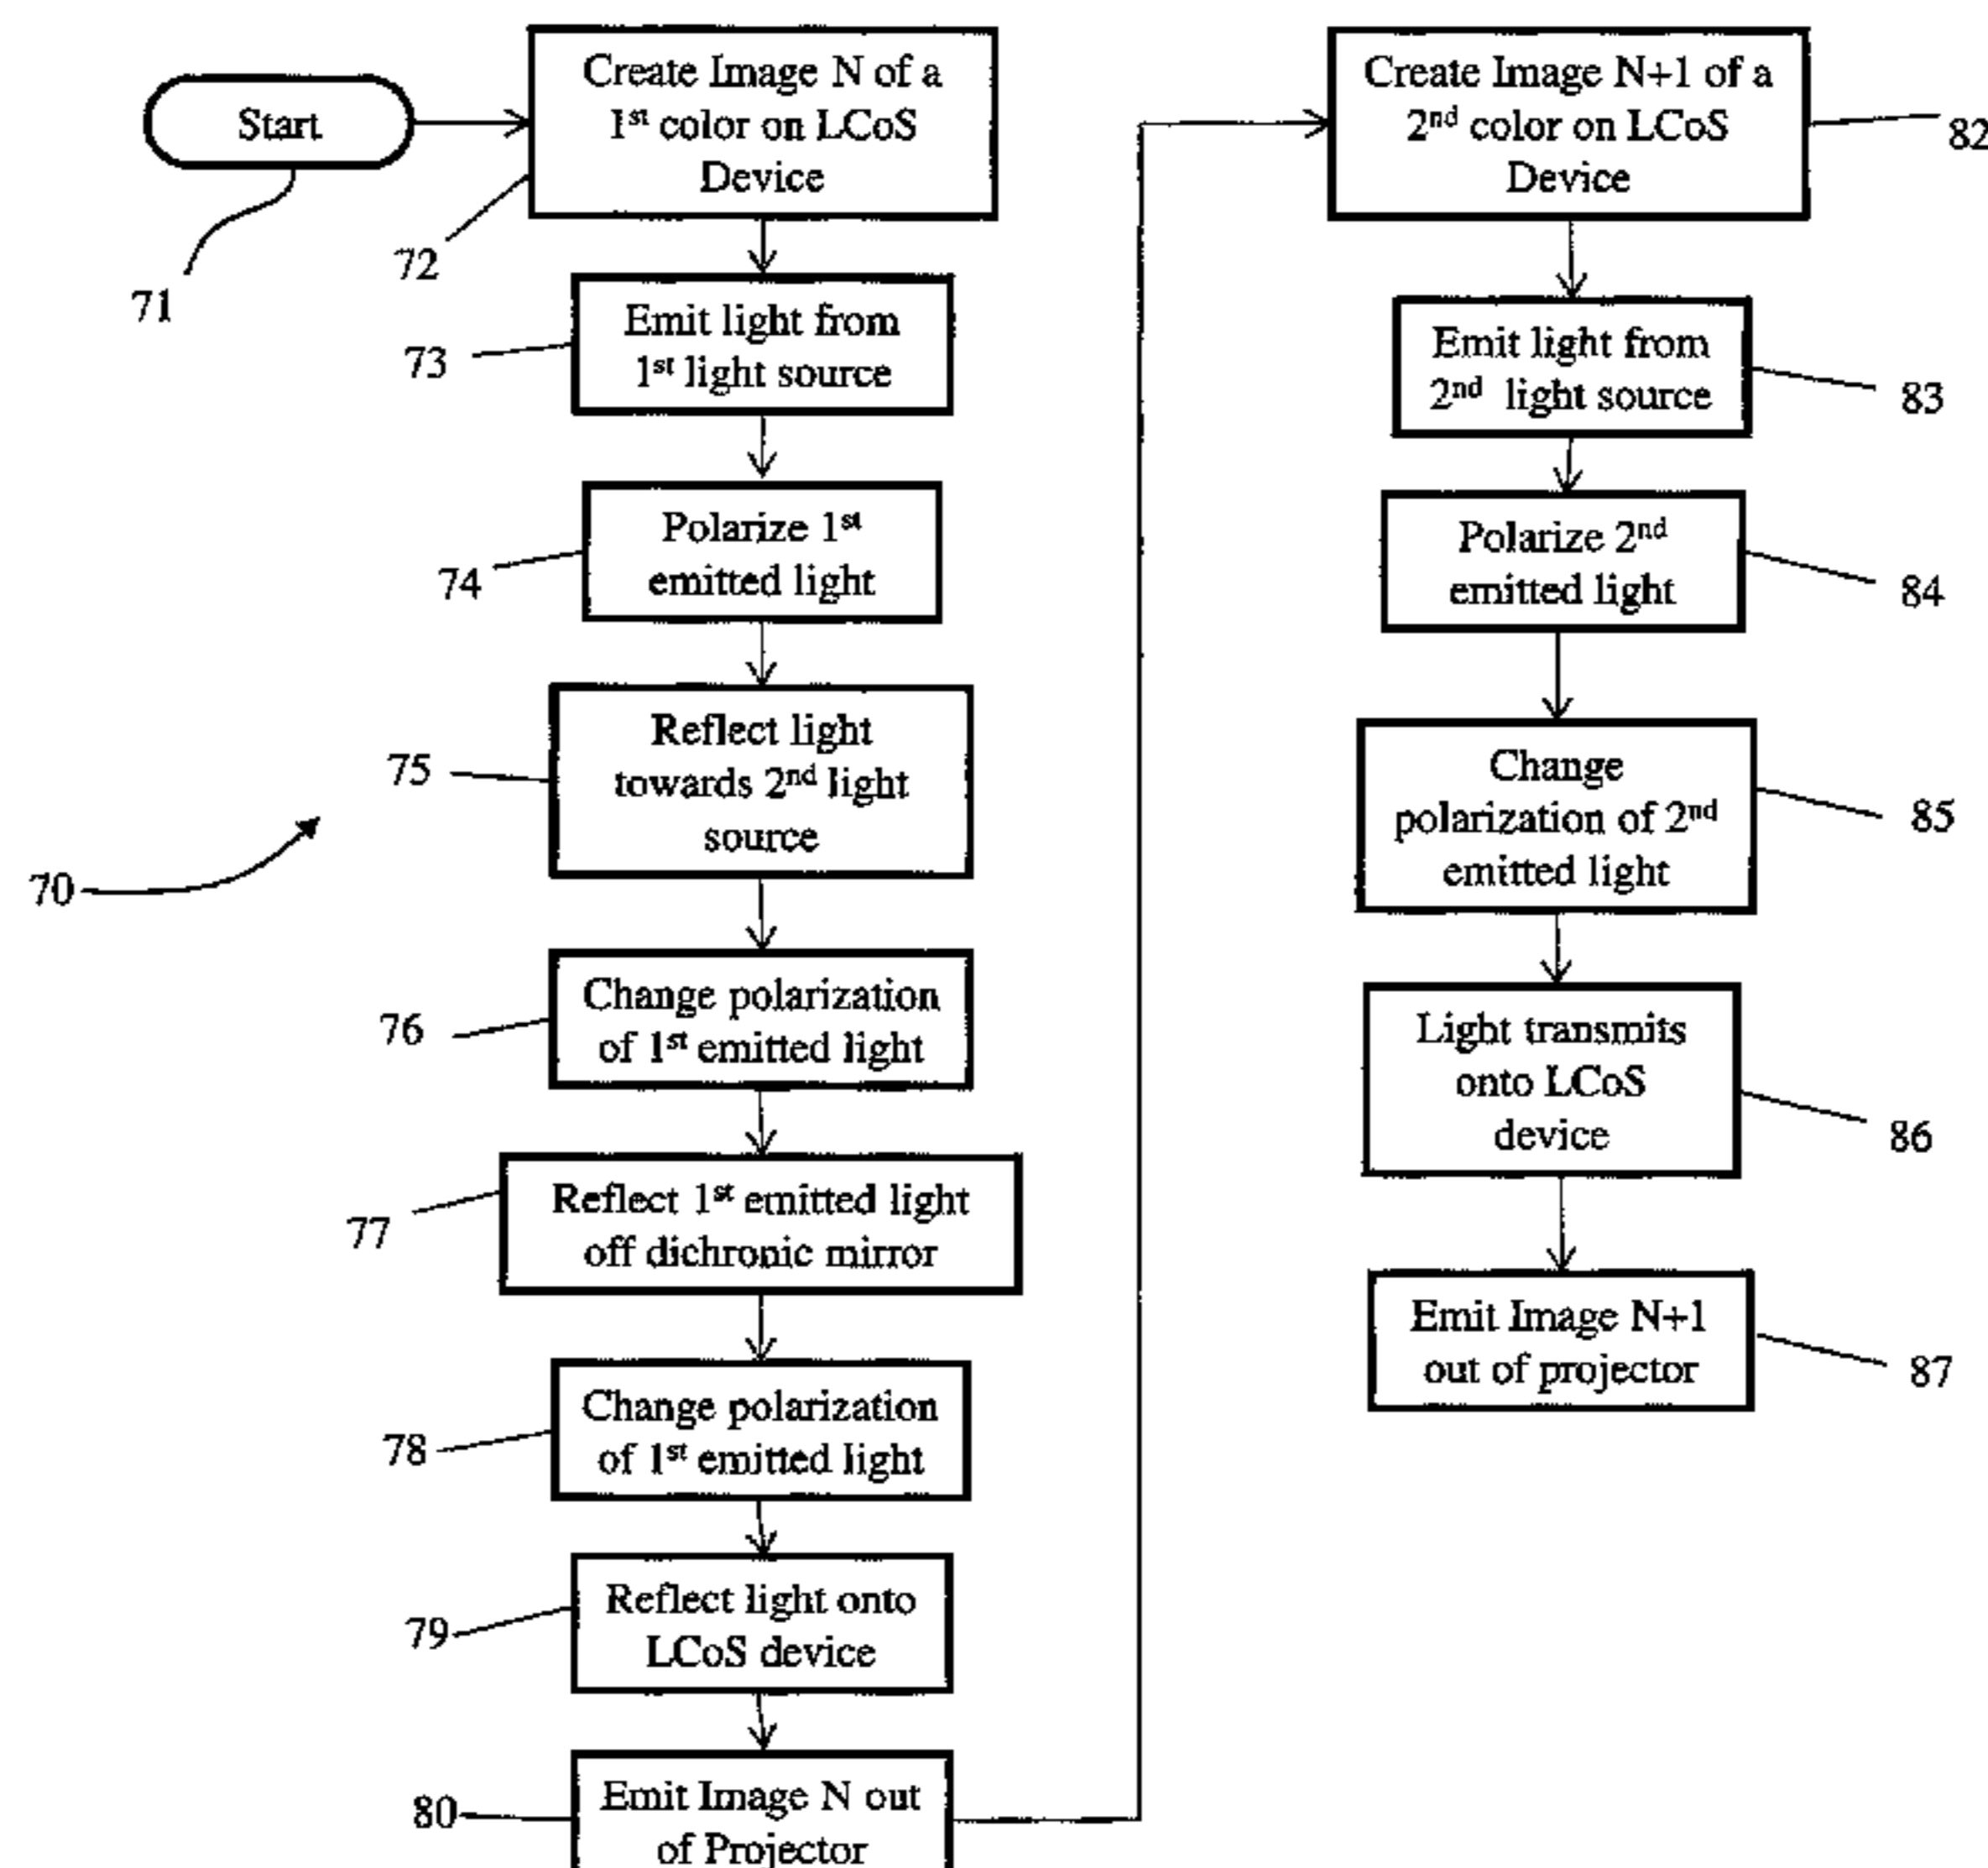 Start
71
Create Image N of a
1st color on LCoS
Device
72
Emit light from
1st light source
73
Polarize 1st
emitted light
74
Reflect light
towards 2nd light
source
75
70
Change polarization
of 1st emitted light
76
Reflect 1st emitted light
off dichronic mirror
77
Change polarization
of 1st emitted light
78
Reflect light onto
LCoS device
79
Emit Image N out
of Projector
80
Create Image N+1 of a
2nd color on LCoS
Device
82
Emit light from
2nd light source
83
Polarize 2nd
emitted light
84
Change
polarization of 2nd
emitted light
85
Light transmits
onto LCoS
device
86
Emit Image N+1
out of projector
87